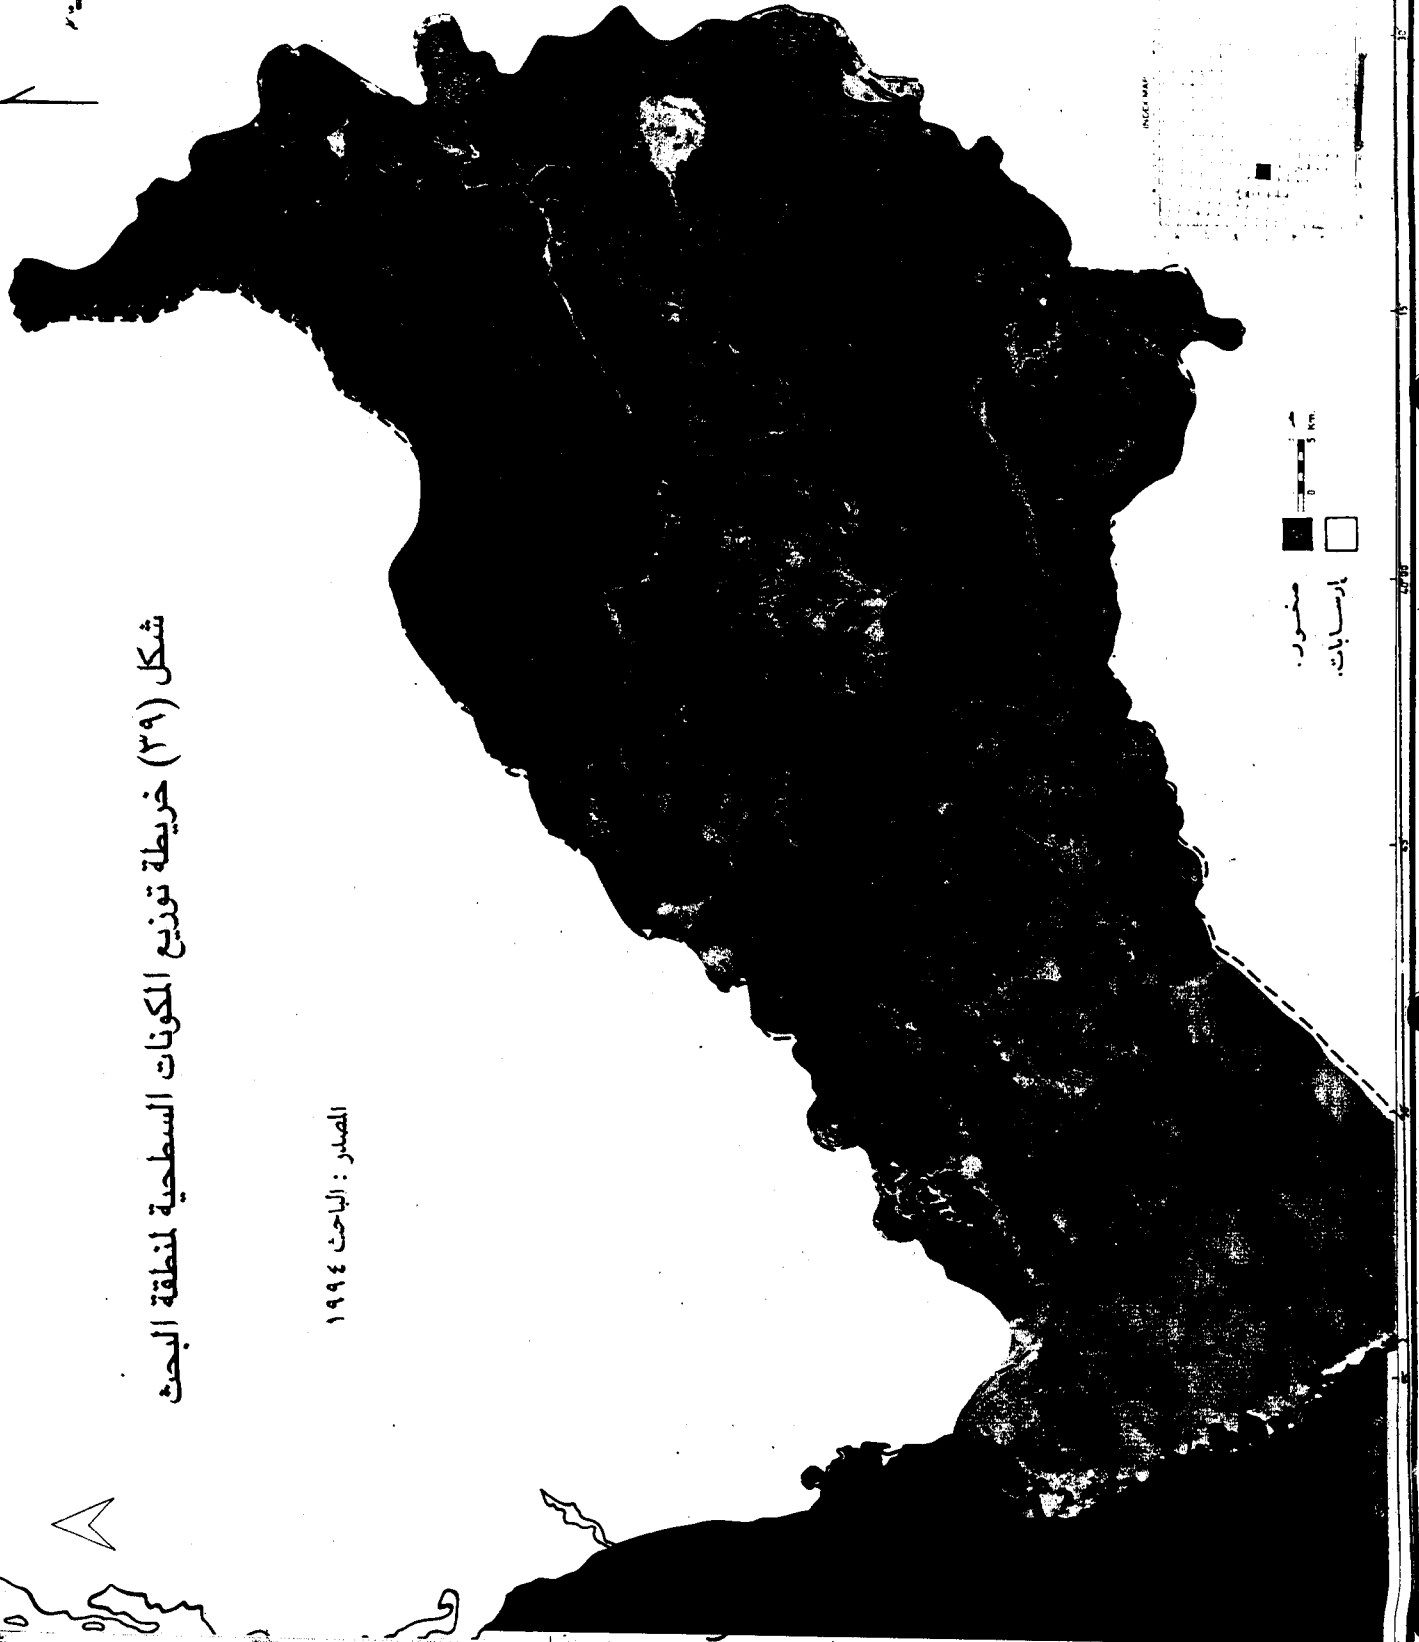 شكل (٣٩) خريطة توزيع المكونات السطحية لمنطقة البحث
المصدر : الباحث ١٩٩٤
INDEX MAP
0 5 Km.
صخور.
إرسابات.